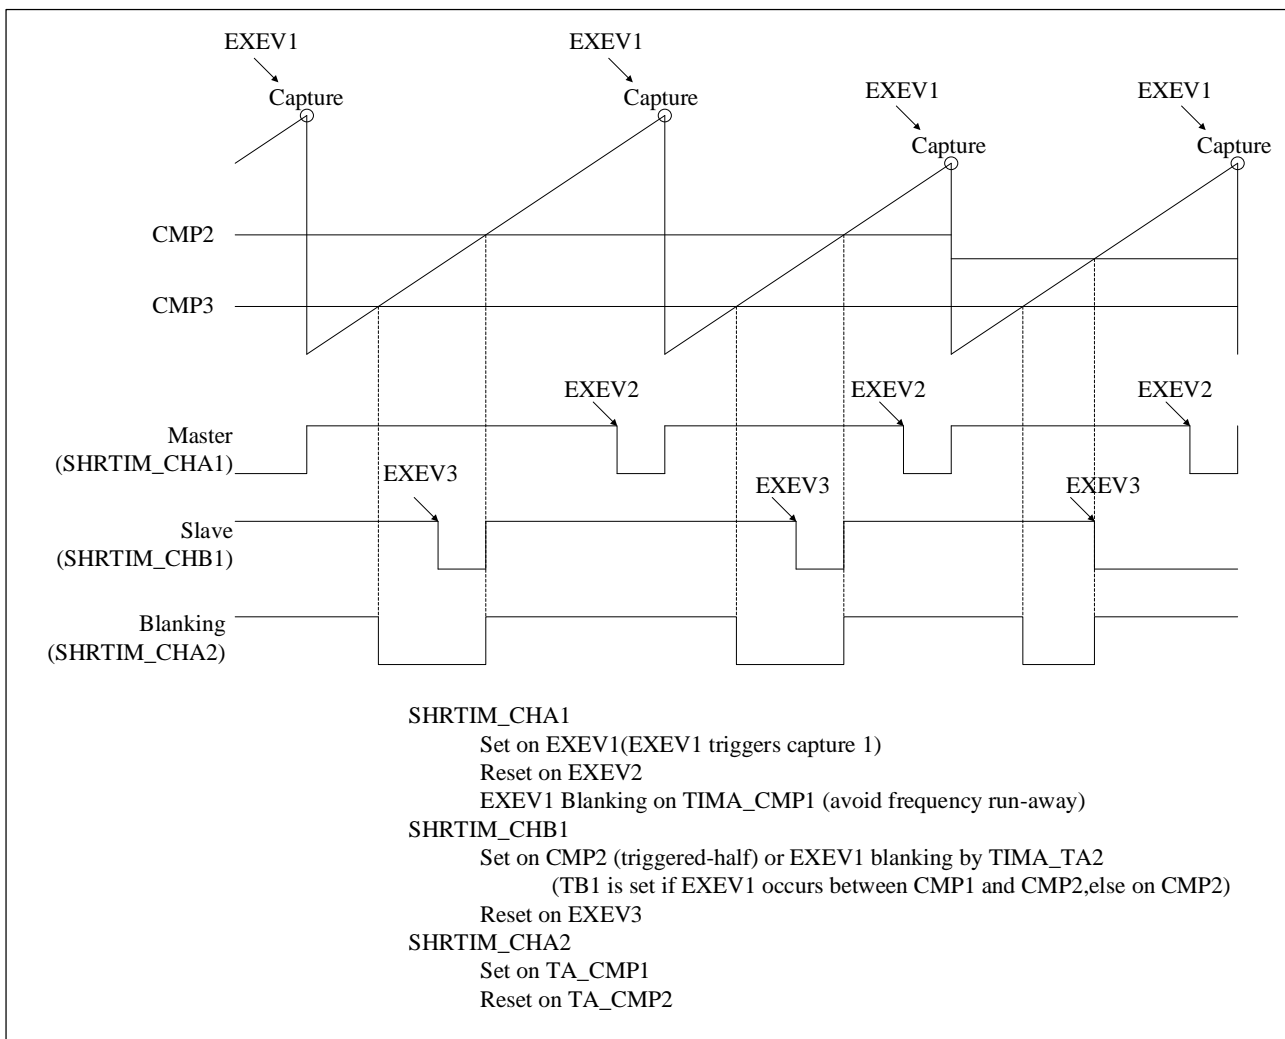 EXEV1
EXEV1
EXEV1
EXEV1
Capture
Capture
Capture
Capture
CMP2
CMP3
EXEV2
EXEV2
EXEV2
Master
(SHRTIM_CHA1)
EXEV3
EXEV3
EXEV3
Slave
(SHRTIM_CHB1)
Blanking
(SHRTIM_CHA2)
SHRTIM_CHA1
Set on EXEV1(EXEV1 triggers capture 1)
Reset on EXEV2
EXEV1 Blanking on TIMA_CMP1 (avoid frequency run-away)
SHRTIM_CHB1
Set on CMP2 (triggered-half) or EXEV1 blanking by TIMA_TA2
(TB1 is set if EXEV1 occurs between CMP1 and CMP2,else on CMP2)
Reset on EXEV3
SHRTIM_CHA2
Set on TA_CMP1
Reset on TA_CMP2